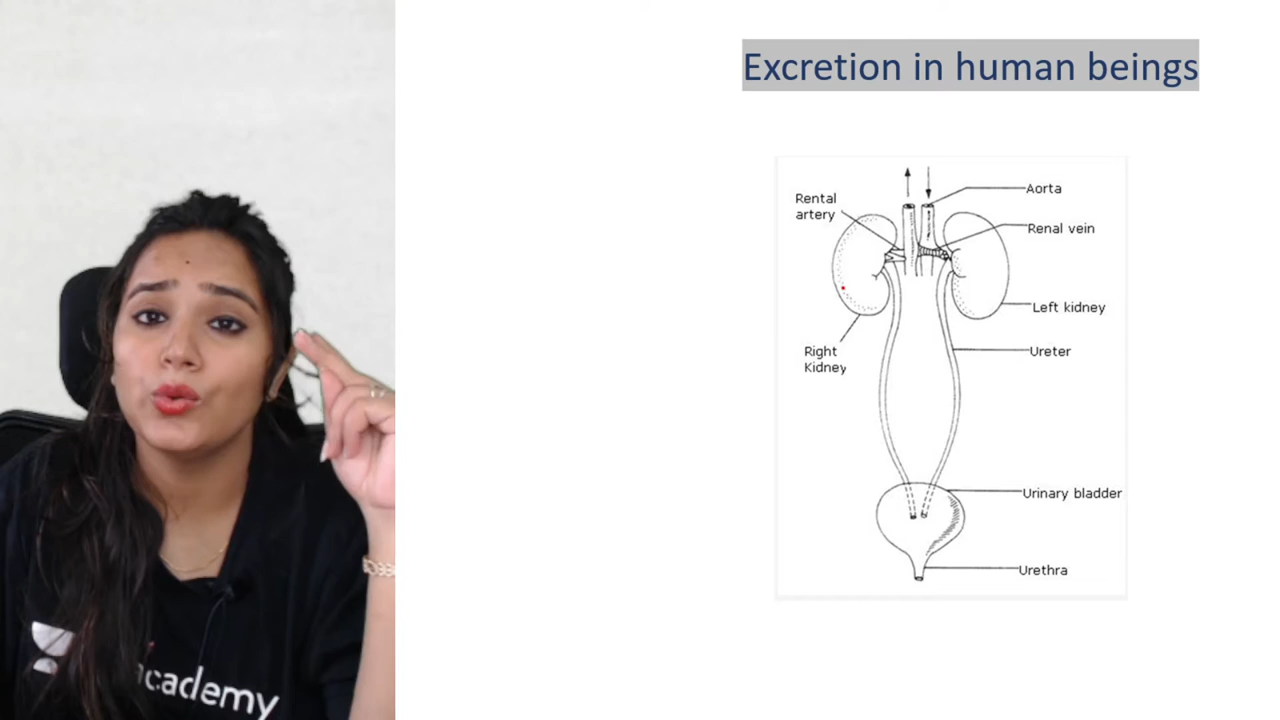 Excretion in human beings
Rental
artery
Aorta
Renal vein
Left kidney
Right
Kidney
Ureter
Urinary bladder
Urethra
academy